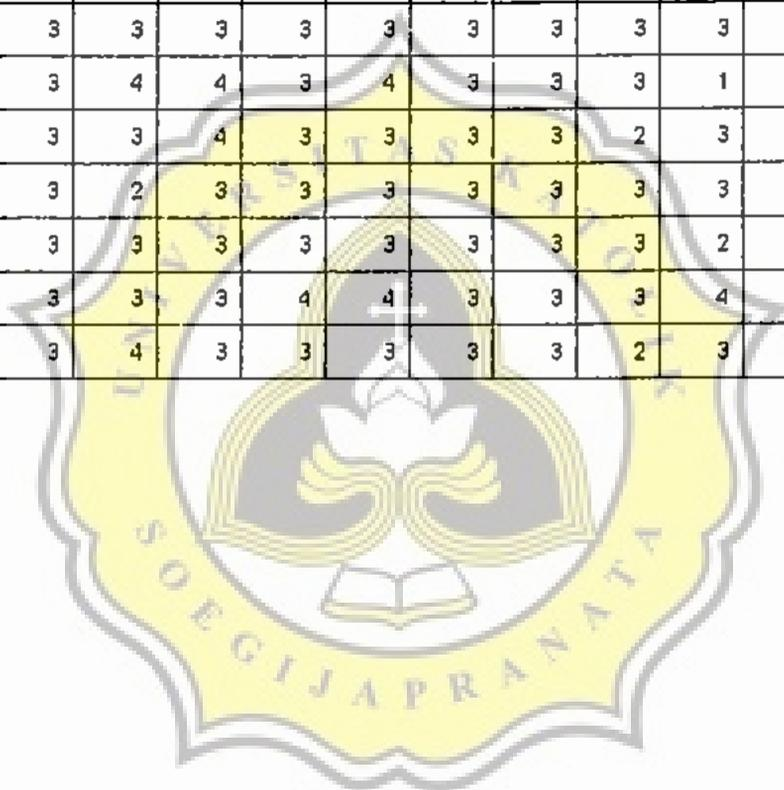 3 3 3 3 3 3 3 3 3
3 4 4 3 4 3 3 3 1
3 3 4 3 3 3 3 2 3
3 2 3 3 3 3 3 3 3
3 3 3 3 3 3 3 3 2
3 3 3 4 4 3 3 3 4
3 4 3 3 3 3 3 2 3
UNIVERSITAS KATOLIK
SOEGIJAPRANATA